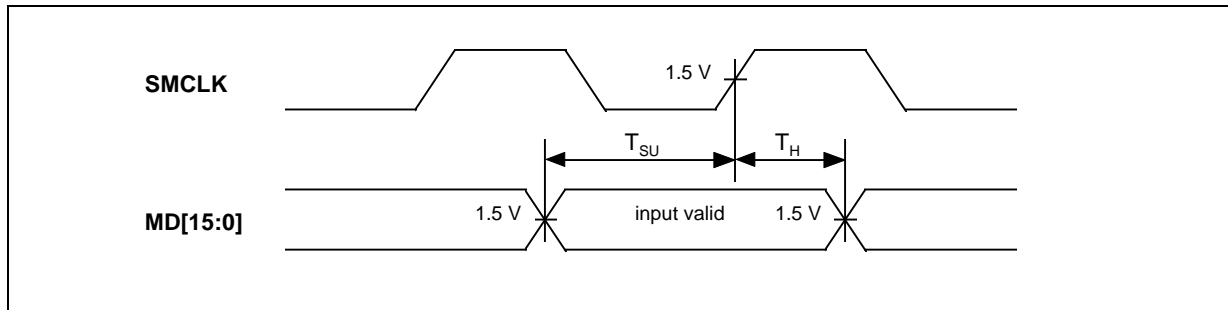 1.5 V
SMCLK
T_SU
T_H
1.5 V
input valid
1.5 V
MD[15:0]